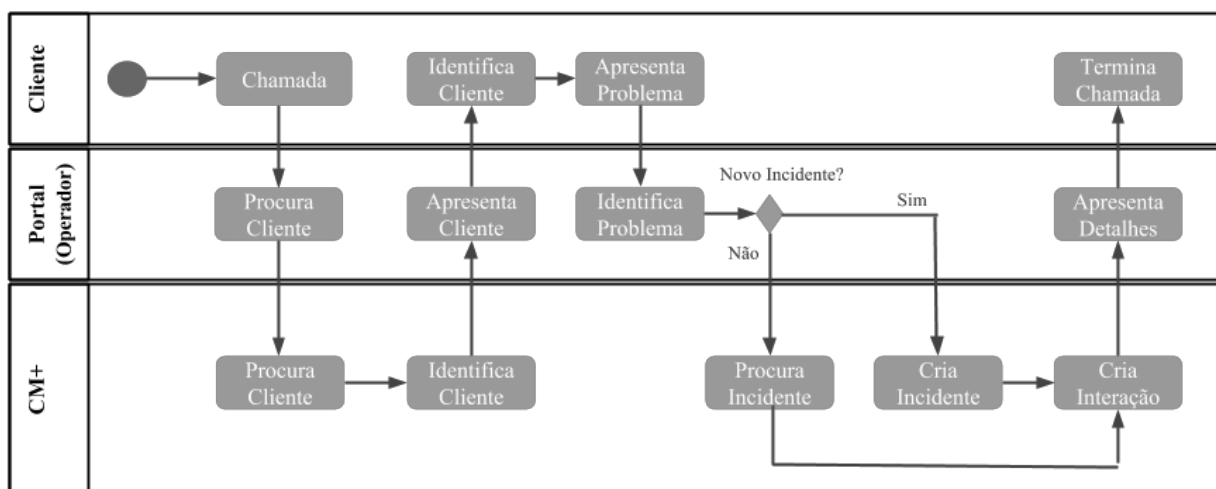 Cliente
Chamada
Identifica
Cliente
Apresenta
Problema
Termina
Chamada
Portal
(Operador)
Procura
Cliente
Apresenta
Cliente
Identifica
Problema
Novo Incidente?
Sim
Não
Apresenta
Detalhes
CM+
Procura
Cliente
Identifica
Cliente
Procura
Incidente
Cria
Incidente
Cria
Interação